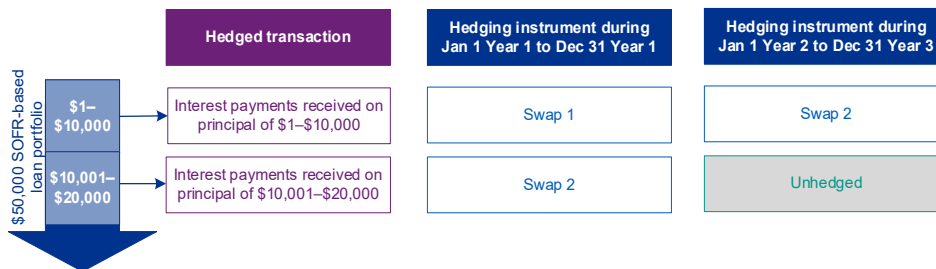 Hedged transaction
Hedging instrument during
Jan 1 Year 1 to Dec 31 Year 1
Hedging instrument during
Jan 1 Year 2 to Dec 31 Year 3
$50,000 SOFR-based
loan portfolio
$1–
$10,000
Interest payments received on
principal of $1–$10,000
Swap 1
Swap 2
$10,001–
$20,000
Interest payments received on
principal of $10,001–$20,000
Swap 2
Unhedged